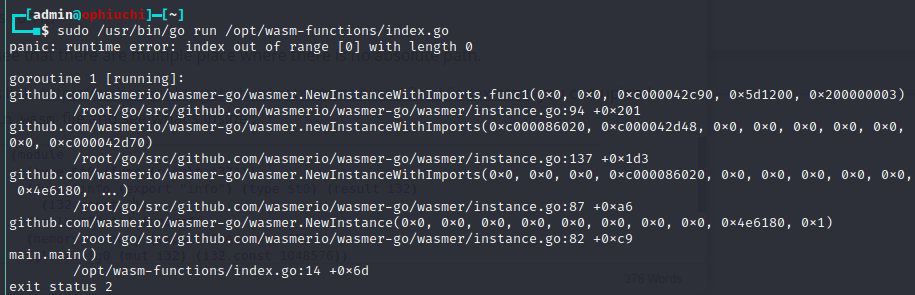 ┌─[admin@ophiuchi]─[~]
└──■$ sudo /usr/bin/go run /opt/wasm-functions/index.go
panic: runtime error: index out of range [0] with length 0
goroutine 1 [running]:
github.com/wasmerio/wasmer-go/wasmer.NewInstanceWithImports.func1(0×0, 0×0, 0×c000042c90, 0×5d1200, 0×200000003)
/root/go/src/github.com/wasmerio/wasmer-go/wasmer/instance.go:94 +0×201
github.com/wasmerio/wasmer-go/wasmer.newInstanceWithImports(0×c000086020, 0×c000042d48, 0×0, 0×0, 0×0, 0×0, 0×0,
0×0, 0×c000042d70)
/root/go/src/github.com/wasmerio/wasmer-go/wasmer/instance.go:137 +0×1d3
github.com/wasmerio/wasmer-go/wasmer.NewInstanceWithImports(0×0, 0×0, 0×0, 0×c000086020, 0×0, 0×0, 0×0, 0×0, 0×0,
0×4e6180, ...)
/root/go/src/github.com/wasmerio/wasmer-go/wasmer/instance.go:87 +0×a6
github.com/wasmerio/wasmer-go/wasmer.NewInstance(0×0, 0×0, 0×0, 0×0, 0×0, 0×0, 0×0, 0×0, 0×4e6180, 0×1)
/root/go/src/github.com/wasmerio/wasmer-go/wasmer/instance.go:82 +0×c9
main.main()
/opt/wasm-functions/index.go:14 +0×6d
exit status 2